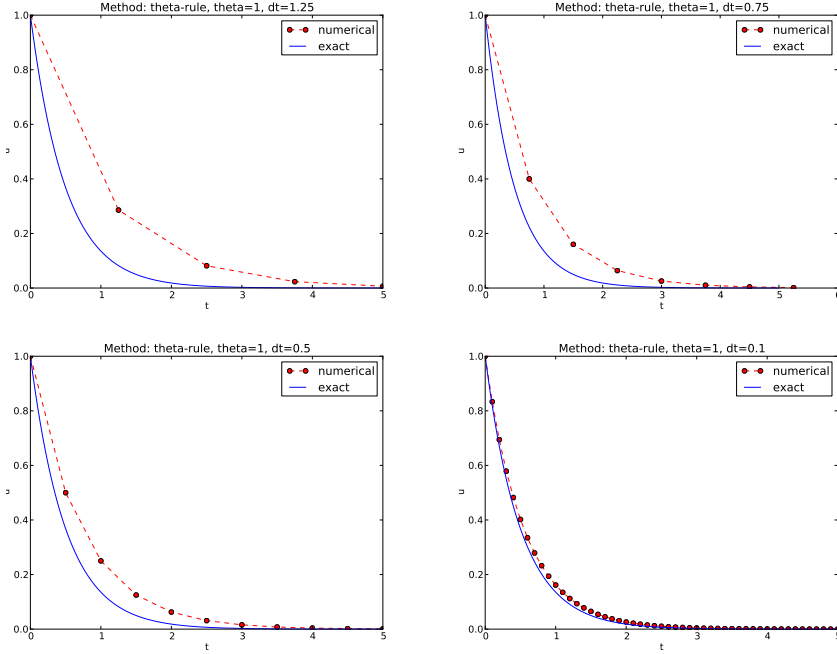 Method: theta-rule, theta=1, dt=1.25
1.0
0.8
0.6
0.4
0.2
0.0
u
0 1 2 3 4 5
t
numerical
exact
Method: theta-rule, theta=1, dt=0.75
1.0
0.8
0.6
0.4
0.2
0.0
u
0 1 2 3 4 5 6
t
numerical
exact
Method: theta-rule, theta=1, dt=0.5
1.0
0.8
0.6
0.4
0.2
0.0
u
0 1 2 3 4 5
t
numerical
exact
Method: theta-rule, theta=1, dt=0.1
1.0
0.8
0.6
0.4
0.2
0.0
u
0 1 2 3 4 5
t
numerical
exact